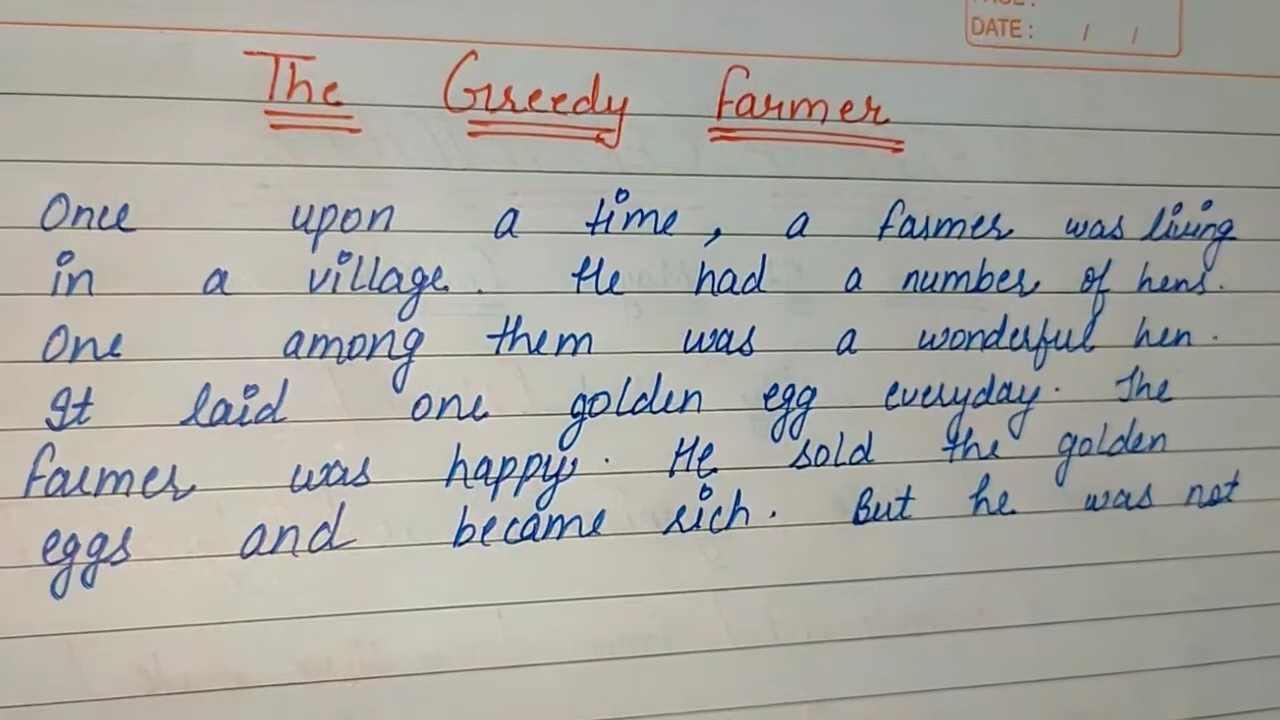 DATE: / /
The Greedy Farmer
Once upon a time, a farmer was living
in a village. He had a number of hens.
One among them was a wonderful hen.
It laid one golden egg everyday. The
farmer was happy. He sold the golden
eggs and became rich. But he was not